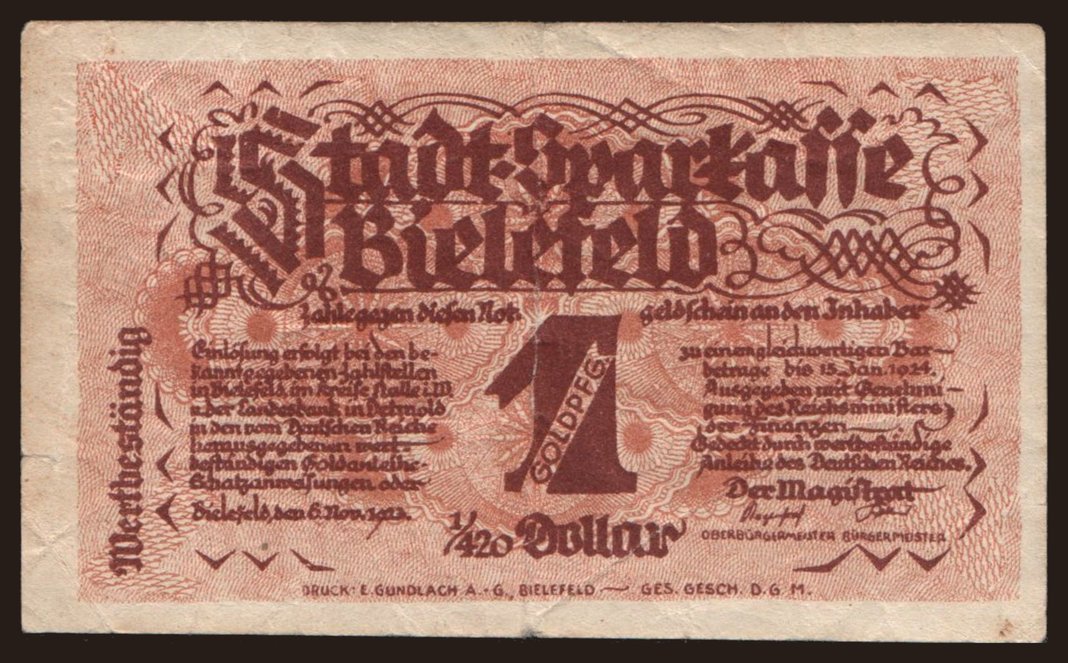 Stadt-Sparkasse
Bielefeld
zahle gegen diesen Not-
geldschein an den Inhaber
Einlösung erfolgt bei den be-
kanntgegebenen Zahlstellen
in Bielefeld, im Kreise Halle i. W.
u. der Landesbank in Detmold
in den vom Deutschen Reiche
herausgegebenen wert-
beständigen Goldanleihe-
Schatzanweisungen oder
Bielefeld, den 6. Nov. 1923.
1
GOLDPFG.
1/420 Dollar
zu einem gleichwertigen Bar-
betrage bis 15. Jan. 1924.
Ausgegeben mit Genehmi-
gung des Reichsministers
der Finanzen
Gedeckt durch wertbeständige
Anleihe des Deutschen Reiches.
Der Magistrat
OBERBÜRGERMEISTER BÜRGERMEISTER
Wertbeständig
DRUCK: E. GUNDLACH A.-G., BIELEFELD — GES. GESCH. D.G.M.